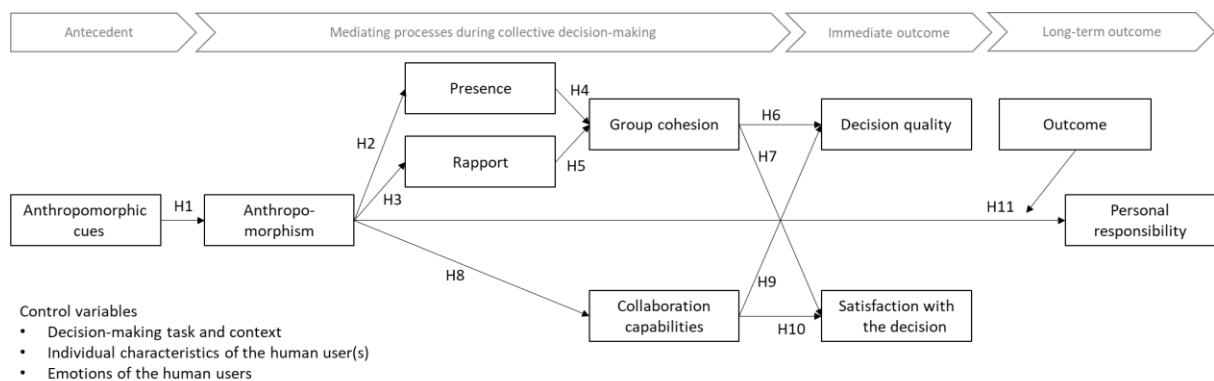 Antecedent
Mediating processes during collective decision-making
Immediate outcome
Long-term outcome
Presence
H4
Group cohesion
H6
Decision quality
Outcome
H2
Rapport
H5
H7
H3
Anthropomorphic
cues
H1
Anthropo-
morphism
H11
Personal
responsibility
H8
H9
Collaboration
capabilities
H10
Satisfaction with
the decision
Control variables
• Decision-making task and context
• Individual characteristics of the human user(s)
• Emotions of the human users